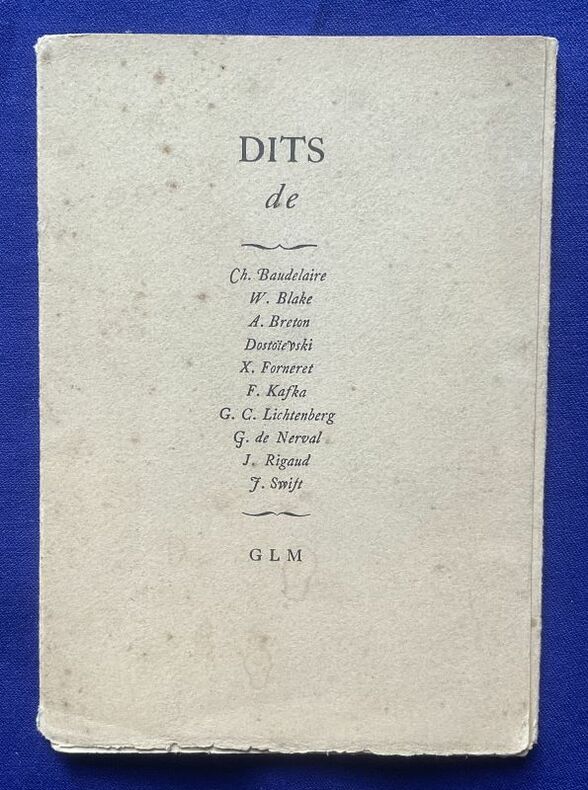 DITS
de
Ch. Baudelaire
W. Blake
A. Breton
Dostoïevski
X. Forneret
F. Kafka
G. C. Lichtenberg
G. de Nerval
J. Rigaud
J. Swift
GLM